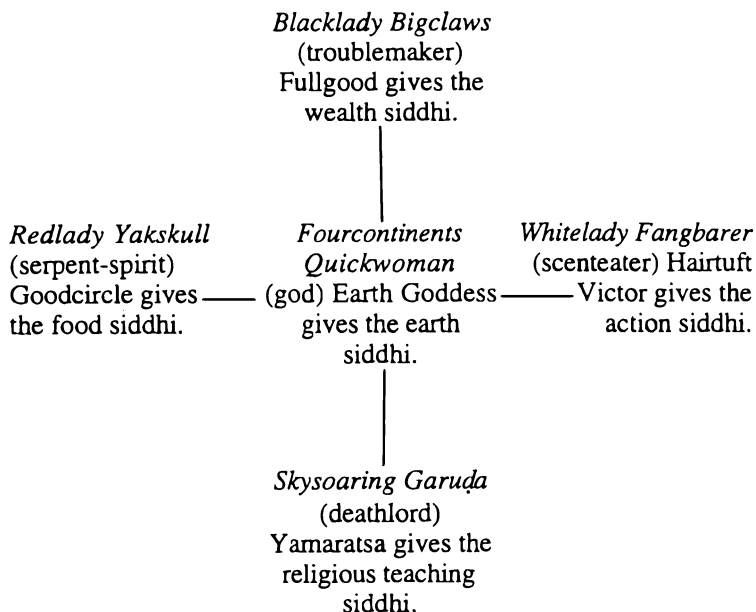 Blacklady Bigclaws
(troublemaker)
Fullgood gives the
wealth siddhi.
Redlady Yakskull
(serpent-spirit)
Goodcircle gives
the food siddhi.
Fourcontinents
Quickwoman
(god) Earth Goddess
gives the earth
siddhi.
Whitelady Fangbarer
(scenteater) Hairtuft
Victor gives the
action siddhi.
Skysoaring Garuḍa
(deathlord)
Yamaratsa gives the
religious teaching
siddhi.